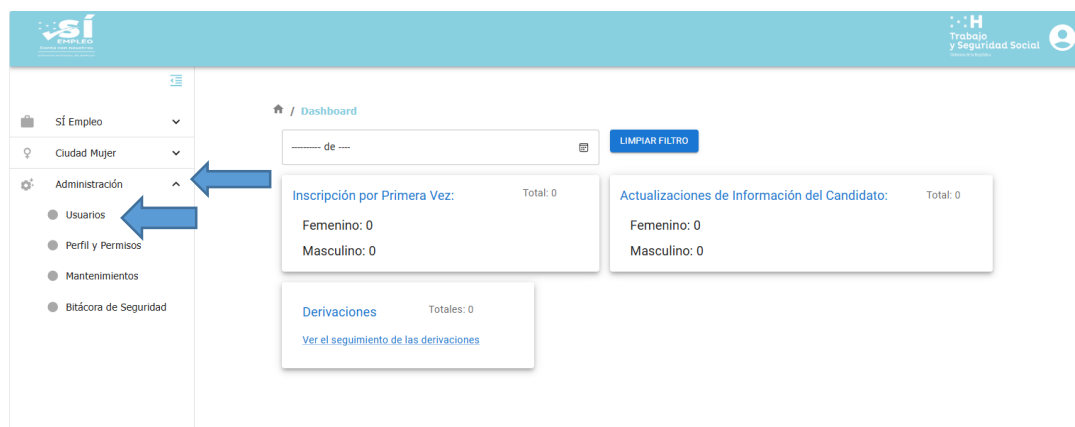 SÍ
EMPLEO
H
Trabajo
y Seguridad Social
SÍ Empleo
Ciudad Mujer
Administración
Usuarios
Perfil y Permisos
Mantenimientos
Bitácora de Seguridad
/ Dashboard
---------- de ----
LIMPIAR FILTRO
Inscripción por Primera Vez: Total: 0
Femenino: 0
Masculino: 0
Actualizaciones de Información del Candidato: Total: 0
Femenino: 0
Masculino: 0
Derivaciones Totales: 0
Ver el seguimiento de las derivaciones